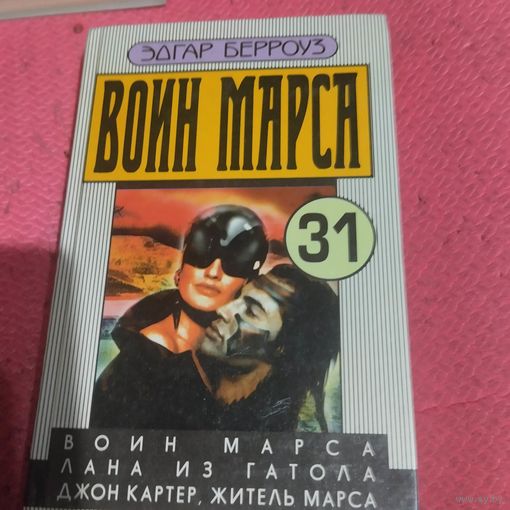 ЭДГАР БЕРРОУЗ
ВОИН МАРСА
31
ВОИН МАРСА
ЛАНА ИЗ ГАТОЛА
ДЖОН КАРТЕР, ЖИТЕЛЬ МАРСА